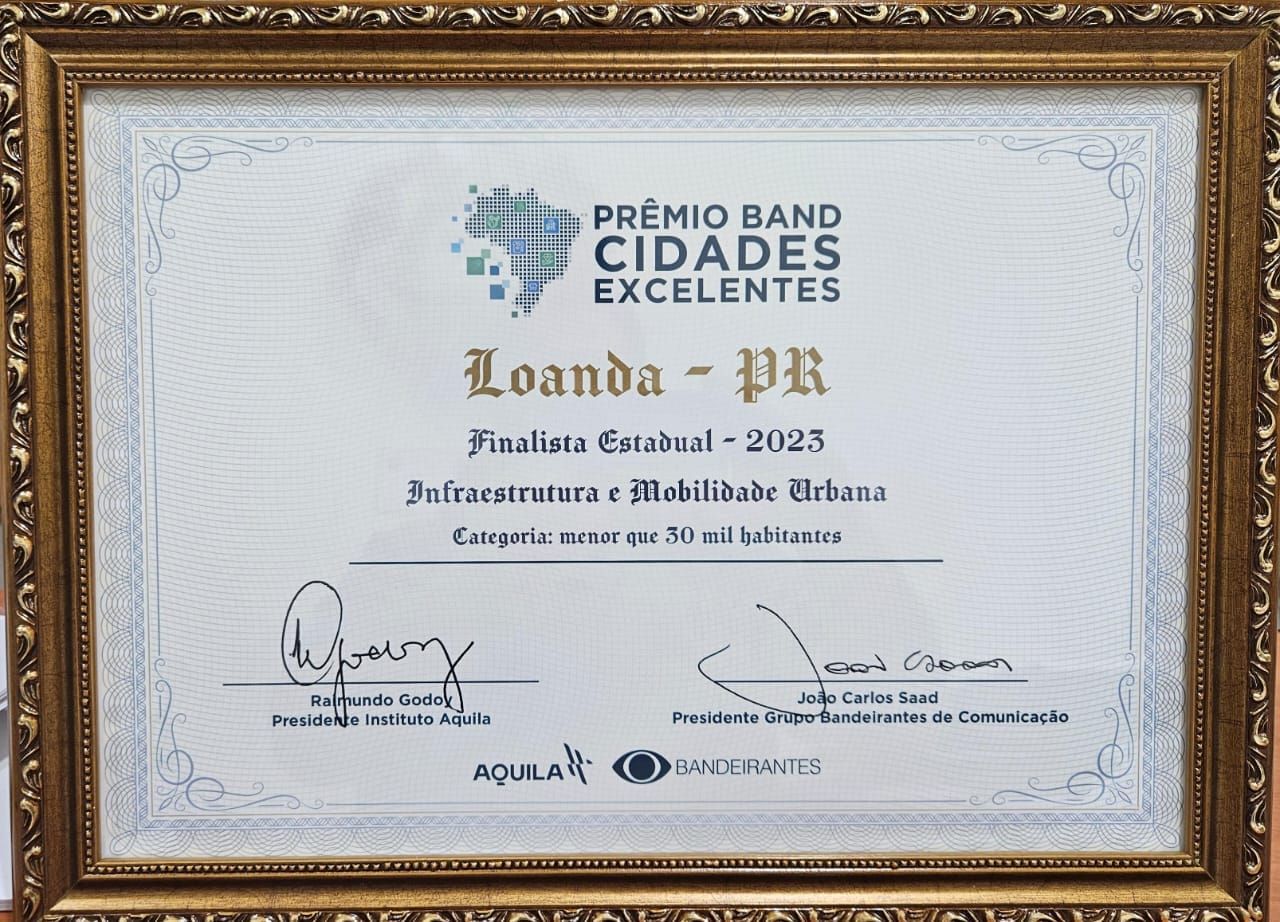 PRÊMIO BAND
CIDADES
EXCELENTES
Loanda - PR
Finalista Estadual - 2023
Infraestrutura e Mobilidade Urbana
Categoria: menor que 30 mil habitantes
Raimundo Godoy
Presidente Instituto Aquila
João Carlos Saad
Presidente Grupo Bandeirantes de Comunicação
AQUILA
BANDEIRANTES